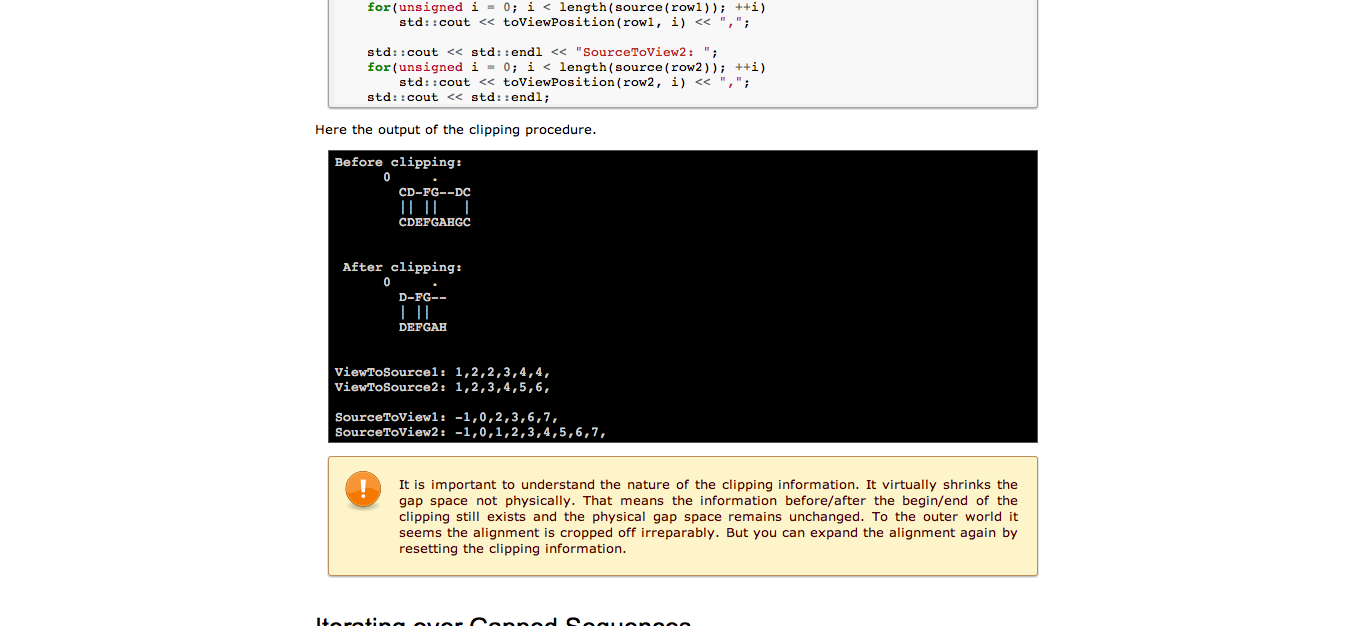 for(unsigned i = 0; i < length(source(row1)); ++i)
std::cout << toViewPosition(row1, i) << ",";
std::cout << std::endl << "SourceToView2: ";
for(unsigned i = 0; i < length(source(row2)); ++i)
std::cout << toViewPosition(row2, i) << ",";
std::cout << std::endl;
Here the output of the clipping procedure.
Before clipping:
0     .
CD-FG--DC
|| ||   |
CDEFGAHGC
After clipping:
0     .
D-FG--
| ||
DEFGAH
ViewToSource1: 1,2,2,3,4,4,
ViewToSource2: 1,2,3,4,5,6,
SourceToView1: -1,0,2,3,6,7,
SourceToView2: -1,0,1,2,3,4,5,6,7,
It is important to understand the nature of the clipping information. It virtually shrinks the
gap space not physically. That means the information before/after the begin/end of the
clipping still exists and the physical gap space remains unchanged. To the outer world it
seems the alignment is cropped off irreparably. But you can expand the alignment again by
resetting the clipping information.
Iterating over Gapped Sequences